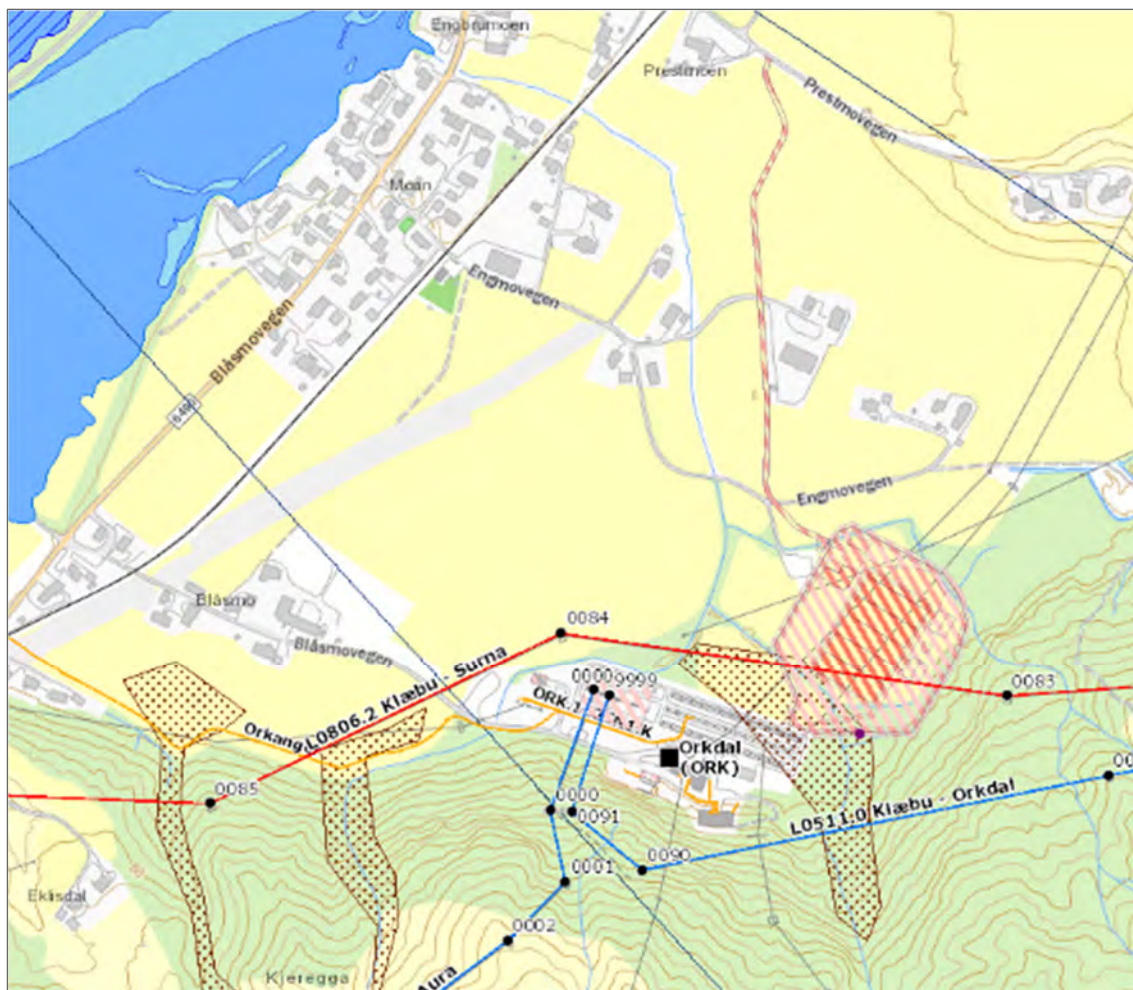 Engbrumoen
Prestmoen
Prestmovegen
Moan
Engmovegen
Blåsmovegen
Engmovegen
Blåsmo
Blåsmovegen
0084
0083
0000
9999
Orkang
L0806.2 Klæbu - Surna
Orkdal
(ORK)
0085
0000
0091
L0511.0 Klæbu - Orkdal
0090
0001
Eklisdal
0002
Kjeregga
Aura